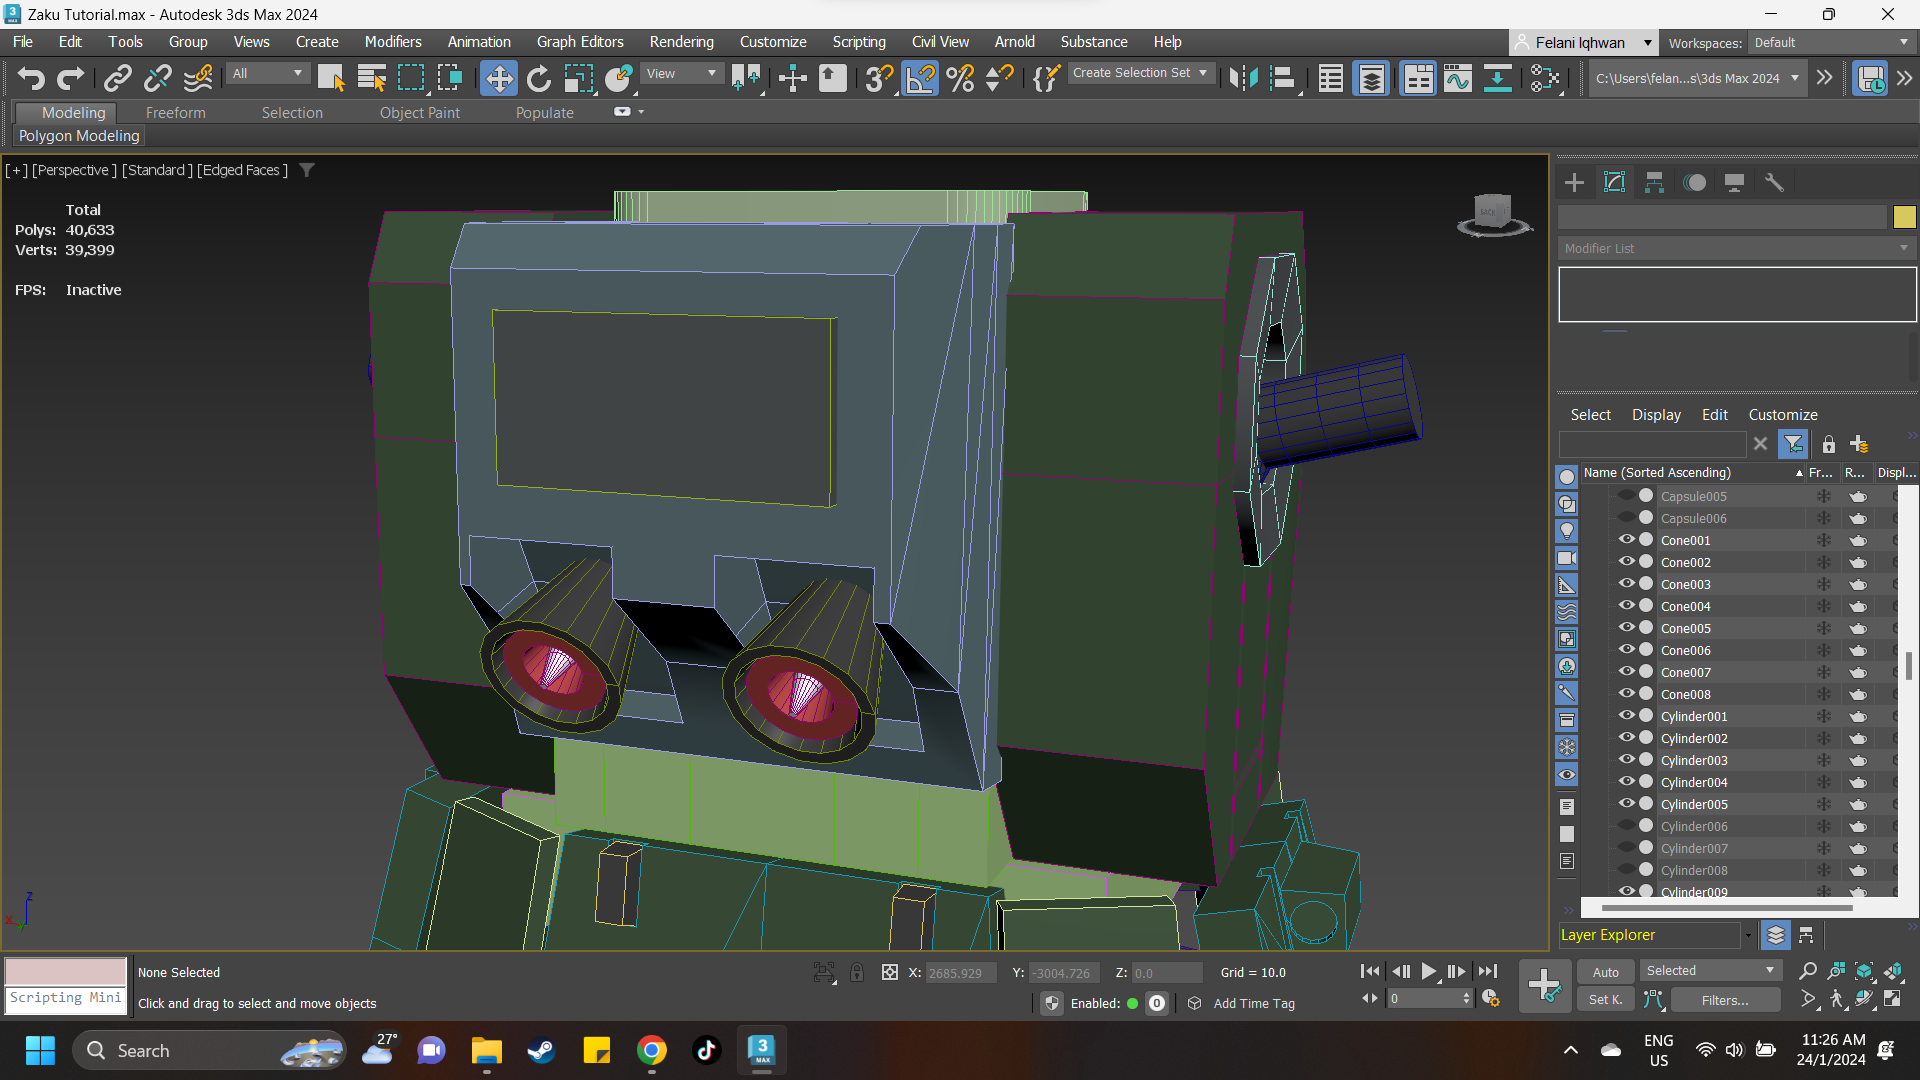 Zaku Tutorial.max - Autodesk 3ds Max 2024
File Edit Tools Group Views Create Modifiers Animation Graph Editors Rendering Customize Scripting Civil View Arnold Substance Help
Felani Iqhwan
Workspaces: Default
All
View
Create Selection Set
C:\Users\felan...s\3ds Max 2024
Modeling Freeform Selection Object Paint Populate
Polygon Modeling
[+] [Perspective ] [Standard ] [Edged Faces ]
Total
Polys: 40,633
Verts: 39,399
FPS: Inactive
BACK
Modifier List
Select Display Edit Customize
Name (Sorted Ascending) Fr... R... Displ...
Capsule005
Capsule006
Cone001
Cone002
Cone003
Cone004
Cone005
Cone006
Cone007
Cone008
Cylinder001
Cylinder002
Cylinder003
Cylinder004
Cylinder005
Cylinder006
Cylinder007
Cylinder008
Cylinder009
Layer Explorer
z
x
None Selected
X: 2685.929 Y: -3004.726 Z: 0.0 Grid = 10.0
Scripting Mini
Click and drag to select and move objects
Enabled: 0 Add Time Tag
0
Auto Selected
Set K. Filters...
Search
27°
3
MAX
ENG
US
11:26 AM
24/1/2024